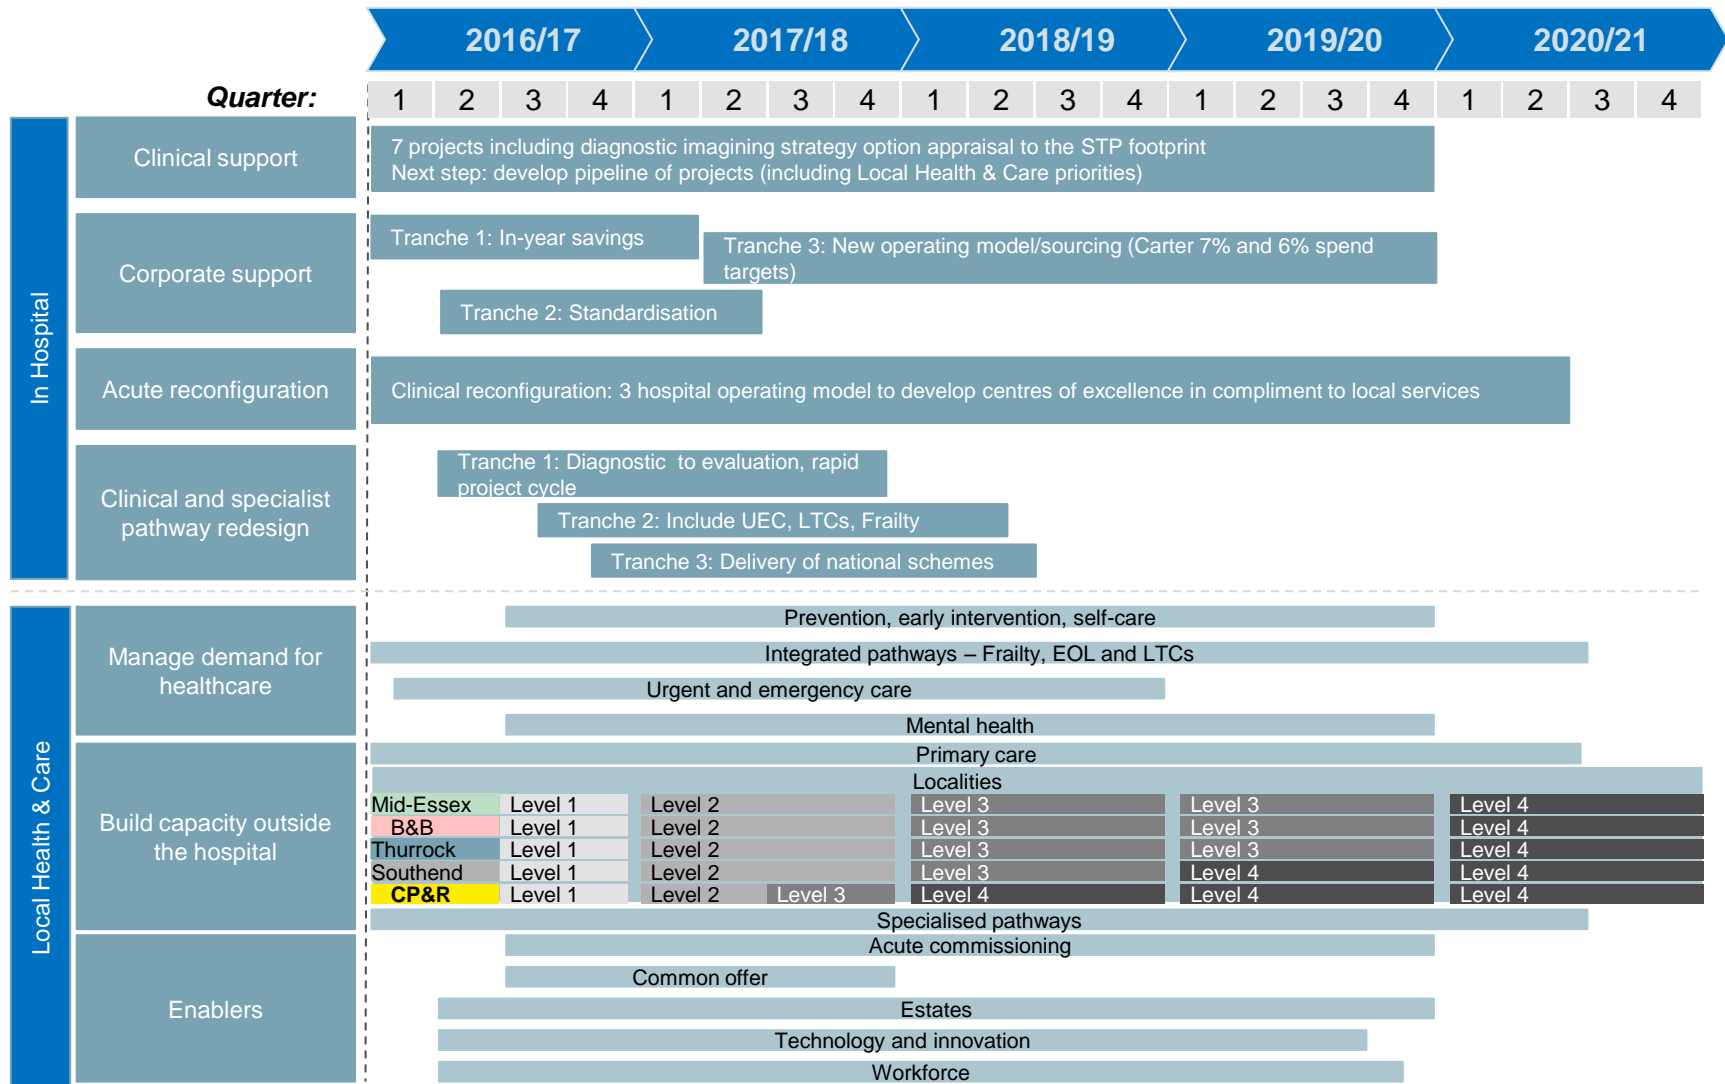 2016/17 2017/18 2018/19 2019/20 2020/21
Quarter: 1 2 3 4 1 2 3 4 1 2 3 4 1 2 3 4 1 2 3 4
In Hospital
Clinical support
7 projects including diagnostic imagining strategy option appraisal to the STP footprint
Next step: develop pipeline of projects (including Local Health & Care priorities)
Corporate support
Tranche 1: In-year savings
Tranche 3: New operating model/sourcing (Carter 7% and 6% spend
targets)
Tranche 2: Standardisation
Acute reconfiguration
Clinical reconfiguration: 3 hospital operating model to develop centres of excellence in compliment to local services
Clinical and specialist
pathway redesign
Tranche 1: Diagnostic to evaluation, rapid
project cycle
Tranche 2: Include UEC, LTCs, Frailty
Tranche 3: Delivery of national schemes
Local Health & Care
Manage demand for
healthcare
Prevention, early intervention, self-care
Integrated pathways – Frailty, EOL and LTCs
Urgent and emergency care
Mental health
Build capacity outside
the hospital
Primary care
Localities
Mid-Essex Level 1 Level 2 Level 3 Level 3 Level 4
B&B Level 1 Level 2 Level 3 Level 3 Level 4
Thurrock Level 1 Level 2 Level 3 Level 3 Level 4
Southend Level 1 Level 2 Level 3 Level 4 Level 4
CP&R Level 1 Level 2 Level 3 Level 4 Level 4 Level 4
Specialised pathways
Enablers
Acute commissioning
Common offer
Estates
Technology and innovation
Workforce